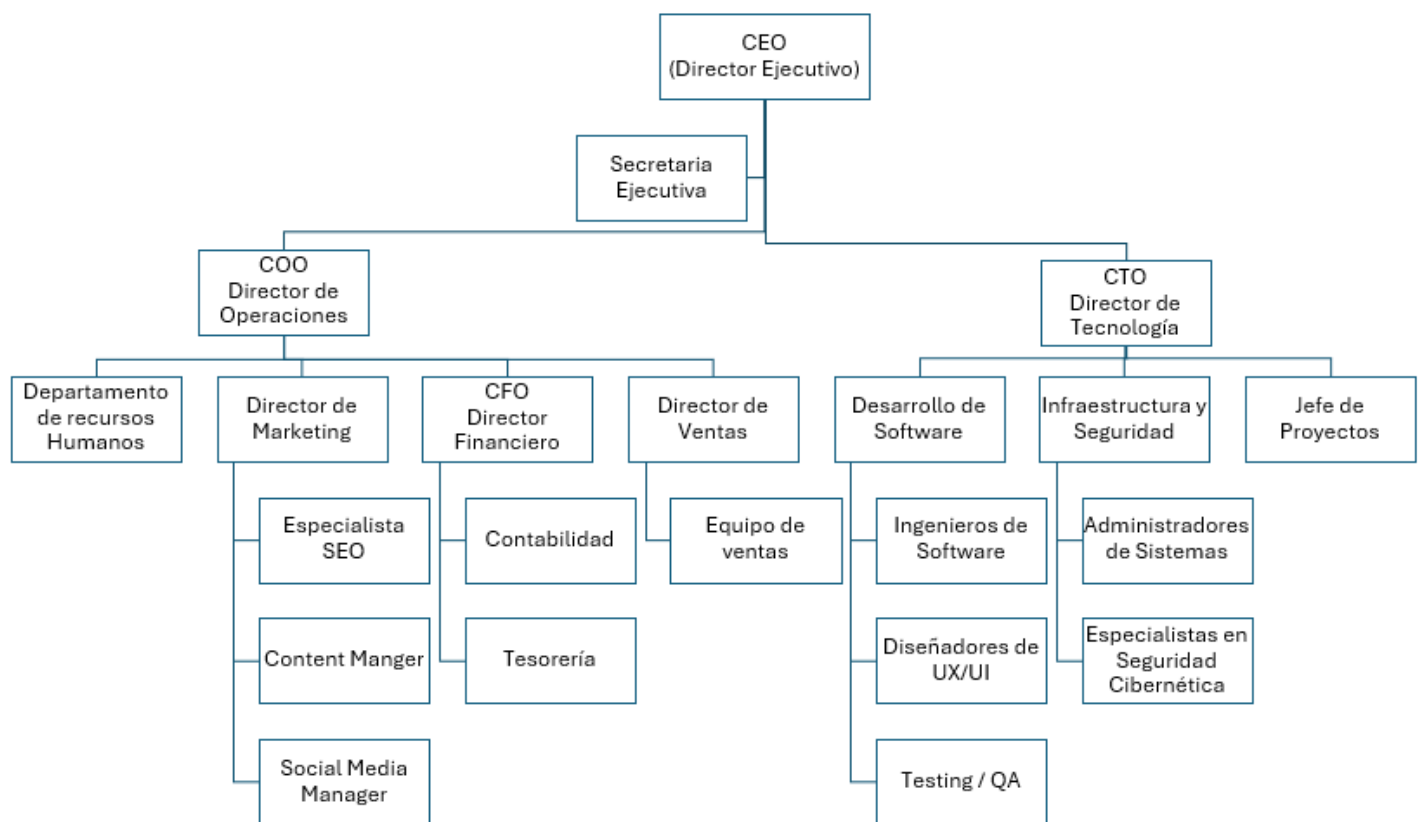 CEO
(Director Ejecutivo)
Secretaria
Ejecutiva
COO
Director de
Operaciones
CTO
Director de
Tecnología
Departamento
de recursos
Humanos
Director de
Marketing
CFO
Director
Financiero
Director de
Ventas
Desarrollo de
Software
Infraestructura y
Seguridad
Jefe de
Proyectos
Especialista
SEO
Contabilidad
Equipo de
ventas
Ingenieros de
Software
Administradores
de Sistemas
Content Manger
Tesorería
Diseñadores de
UX/UI
Especialistas en
Seguridad
Cibernética
Social Media
Manager
Testing / QA